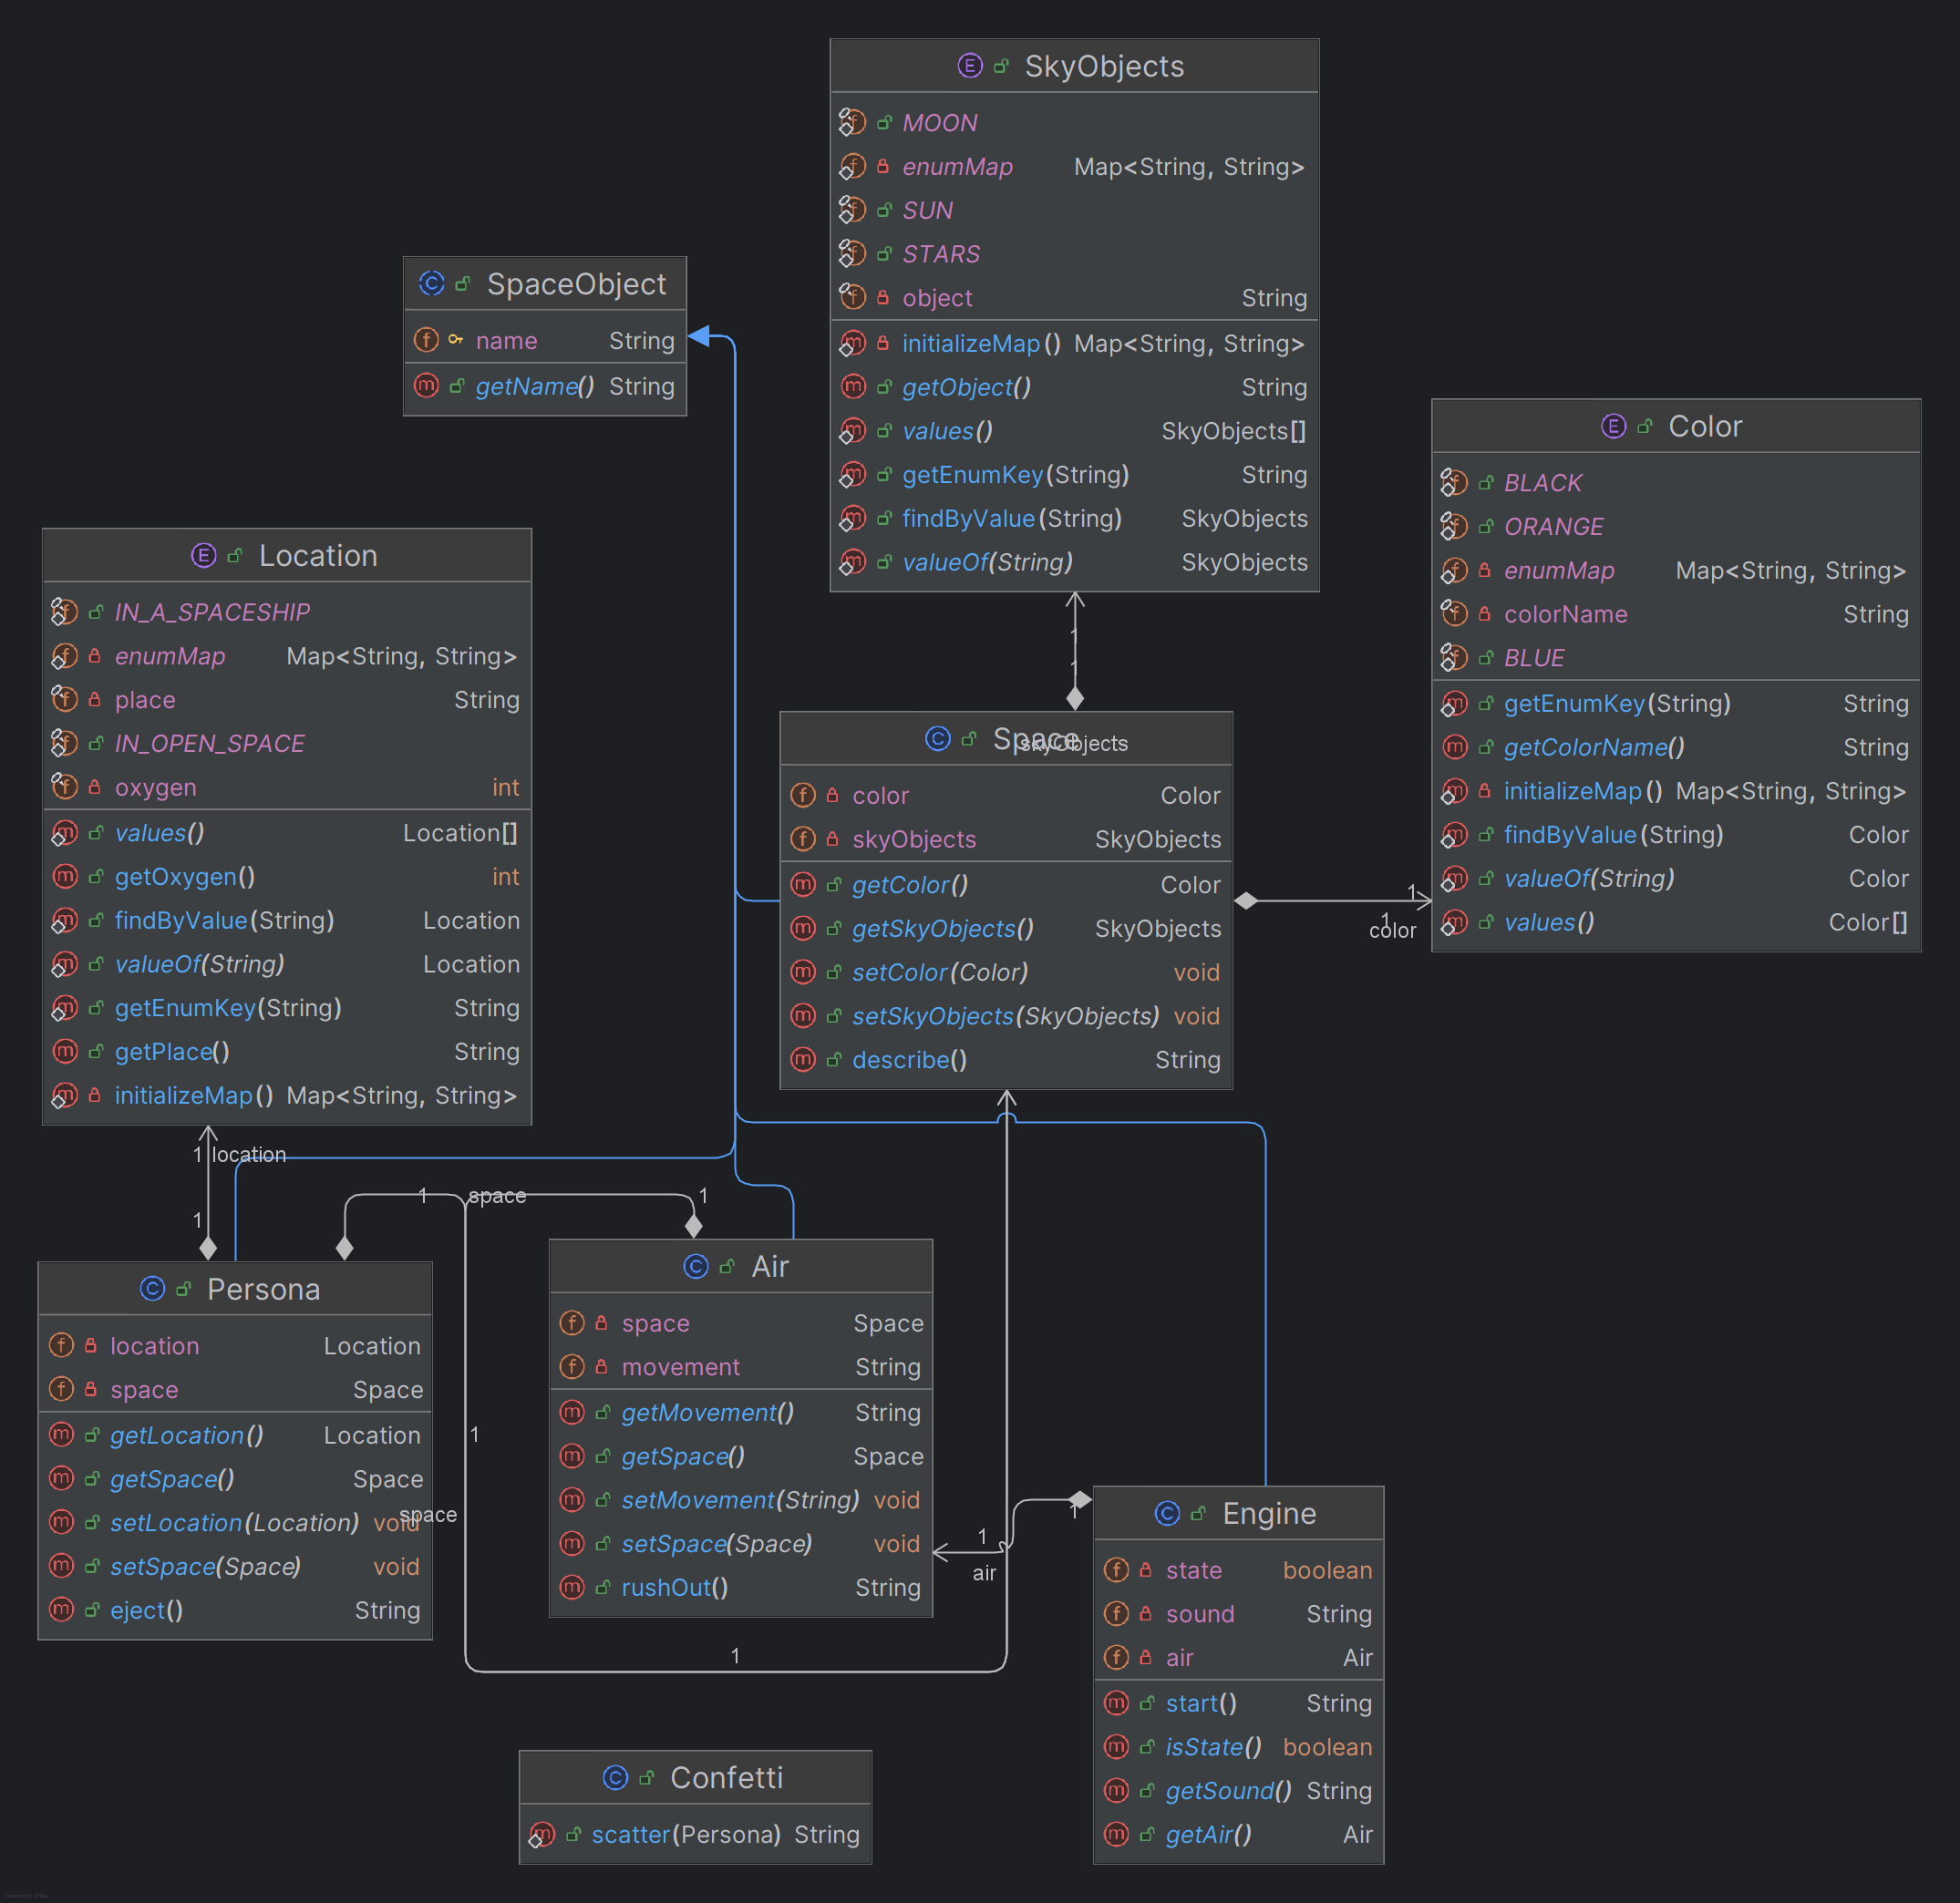 SkyObjects
MOON
enumMap Map<String, String>
SUN
STARS
object String
initializeMap() Map<String, String>
getObject() String
values() SkyObjects[]
getEnumKey(String) String
findByValue(String) SkyObjects
valueOf(String) SkyObjects
SpaceObject
name String
getName() String
Color
BLACK
ORANGE
enumMap Map<String, String>
colorName String
BLUE
getEnumKey(String) String
getColorName() String
initializeMap() Map<String, String>
findByValue(String) Color
valueOf(String) Color
values() Color[]
Location
IN_A_SPACESHIP
enumMap Map<String, String>
place String
IN_OPEN_SPACE
oxygen int
values() Location[]
getOxygen() int
findByValue(String) Location
valueOf(String) Location
getEnumKey(String) String
getPlace() String
initializeMap() Map<String, String>
1
1
Space
skyObjects
color Color
skyObjects SkyObjects
getColor() Color
getSkyObjects() SkyObjects
setColor(Color) void
setSkyObjects(SkyObjects) void
describe() String
1
1
color
1 location
1
1
space
1
Persona
location Location
space Space
getLocation() Location
getSpace() Space
setLocation(Location) void
setSpace(Space) void
eject() String
1
space
1
Air
space Space
movement String
getMovement() String
getSpace() Space
setMovement(String) void
setSpace(Space) void
rushOut() String
1
1
air
Engine
state boolean
sound String
air Air
start() String
isState() boolean
getSound() String
getAir() Air
Confetti
scatter(Persona) String